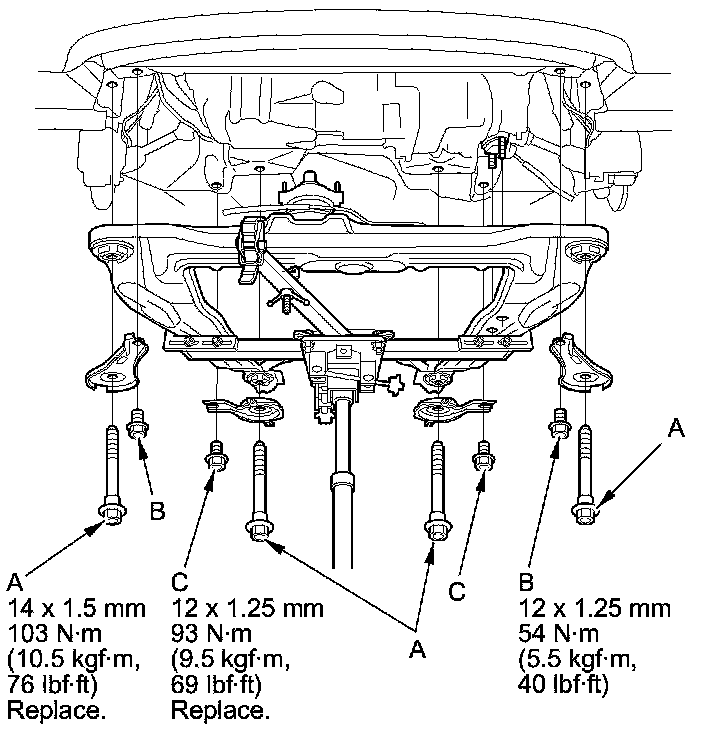 A
B
A
14 x 1.5 mm
103 N·m
(10.5 kgf·m,
76 lbf·ft)
Replace.
C
12 x 1.25 mm
93 N·m
(9.5 kgf·m,
69 lbf·ft)
Replace.
A
C
B
12 x 1.25 mm
54 N·m
(5.5 kgf·m,
40 lbf·ft)